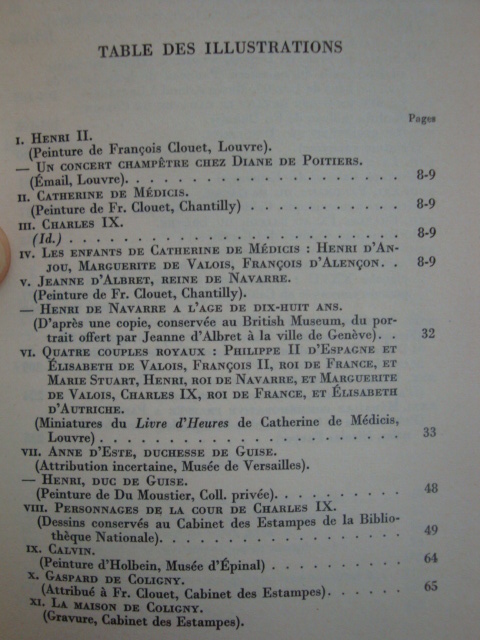 TABLE DES ILLUSTRATIONS
Pages
I. HENRI II.
(Peinture de François Clouet, Louvre).
— UN CONCERT CHAMPÊTRE CHEZ DIANE DE POITIERS.
(Émail, Louvre). . . . . . . . . . . . . . . . . . . 8-9
II. CATHERINE DE MÉDICIS.
(Peinture de Fr. Clouet, Chantilly) . . . . . . . . . . 8-9
III. CHARLES IX.
(Id.) . . . . . . . . . . . . . . . . . . . . . . . 8-9
IV. LES ENFANTS DE CATHERINE DE MÉDICIS : HENRI D'AN-
JOU, MARGUERITE DE VALOIS, FRANÇOIS D'ALENÇON. . 8-9
V. JEANNE D'ALBRET, REINE DE NAVARRE.
(Peinture de Fr. Clouet, Chantilly).
— HENRI DE NAVARRE A L'AGE DE DIX-HUIT ANS.
(D'après une copie, conservée au British Museum, du por-
trait offert par Jeanne d'Albret à la ville de Genève). . 32
VI. QUATRE COUPLES ROYAUX : PHILIPPE II D'ESPAGNE ET
ÉLISABETH DE VALOIS, FRANÇOIS II, ROI DE FRANCE, ET
MARIE STUART, HENRI, ROI DE NAVARRE, ET MARGUERITE
DE VALOIS, CHARLES IX, ROI DE FRANCE, ET ÉLISABETH
D'AUTRICHE.
(Miniatures du Livre d'Heures de Catherine de Médicis,
Louvre) . . . . . . . . . . . . . . . . . . . . . 33
VII. ANNE D'ESTE, DUCHESSE DE GUISE.
(Attribution incertaine, Musée de Versailles).
— HENRI, DUC DE GUISE.
(Peinture de Du Moustier, Coll. privée). . . . . . . . 48
VIII. PERSONNAGES DE LA COUR DE CHARLES IX.
(Dessins conservés au Cabinet des Estampes de la Biblio-
thèque Nationale). . . . . . . . . . . . . . . . . 49
IX. CALVIN.
(Peinture d'Holbein, Musée d'Épinal) . . . . . . . . . 64
X. GASPARD DE COLIGNY.
(Attribué à Fr. Clouet, Cabinet des Estampes). . . . . . 65
XI. LA MAISON DE COLIGNY.
(Gravure, Cabinet des Estampes).